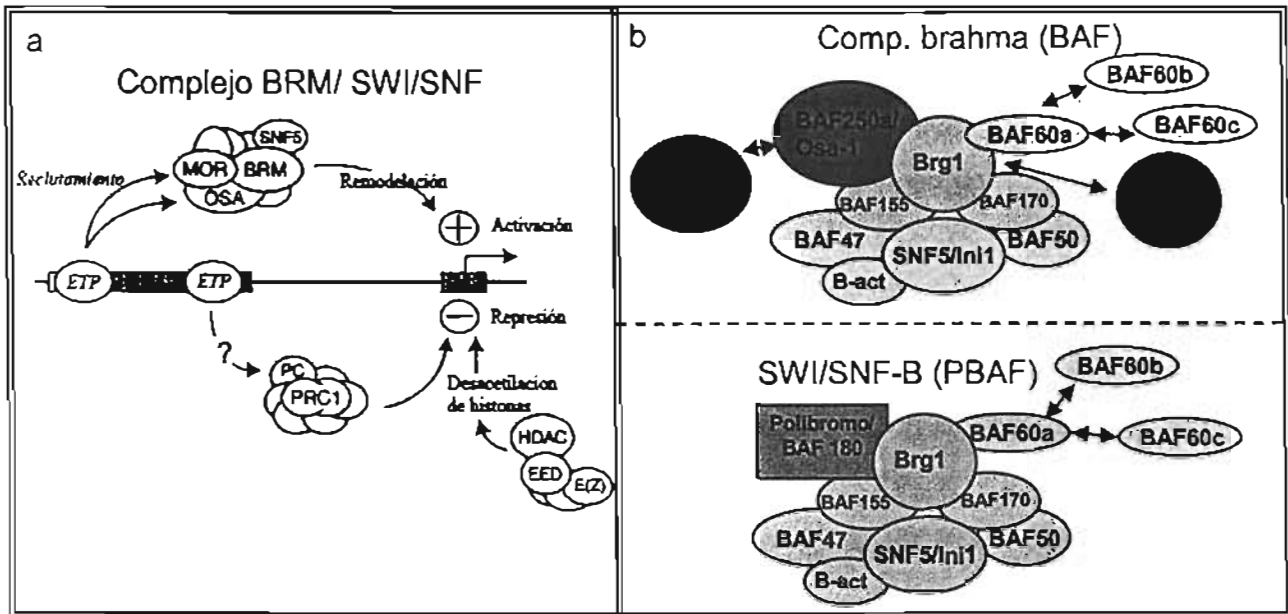 a
Complejo BRM/ SWI/SNF
SNF5
MOR
BRM
OSA
Reclutamiento
Remodelación
+
Activación
ETP
ETP
−
Represión
?
PC
PRC1
Desacetilacion
de histonas
HDAC
EED
E(Z)
b
Comp. brahma (BAF)
BAF60b
BAF250a/
Osa-1
BAF60a
BAF60c
Brg1
BAF155
BAF170
BAF47
SNF5/Ini1
BAF50
B-act
SWI/SNF-B (PBAF)
BAF60b
Polibromo/
BAF 180
BAF60a
BAF60c
Brg1
BAF155
BAF170
BAF47
SNF5/Ini1
BAF50
B-act